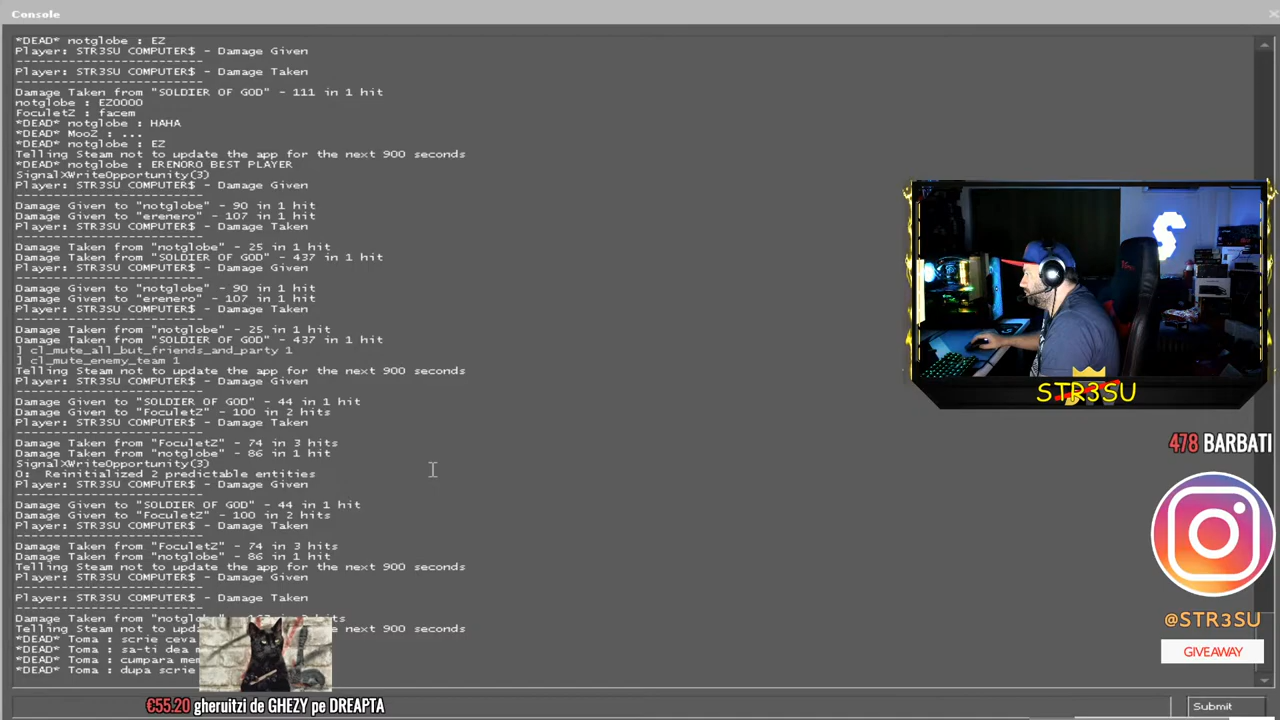 Console
*DEAD* notglobe : EZ
Player: STR3SU COMPUTER$ - Damage Given
-------------------------
Player: STR3SU COMPUTER$ - Damage Taken
-------------------------
Damage Taken from "SOLDIER OF GOD" - 111 in 1 hit
notglobe : EZOOOO
FoculetZ : facem
*DEAD* notglobe : HAHA
*DEAD* MooZ : ...
*DEAD* notglobe : EZ
Telling Steam not to update the app for the next 900 seconds
*DEAD* notglobe : ERENORO BEST PLAYER
SignalXWriteOpportunity(3)
Player: STR3SU COMPUTER$ - Damage Given
-------------------------
Damage Given to "notglobe" - 90 in 1 hit
Damage Given to "erenero" - 107 in 1 hit
Player: STR3SU COMPUTER$ - Damage Taken
-------------------------
Damage Taken from "notglobe" - 25 in 1 hit
Damage Taken from "SOLDIER OF GOD" - 437 in 1 hit
Player: STR3SU COMPUTER$ - Damage Given
-------------------------
Damage Given to "notglobe" - 90 in 1 hit
Damage Given to "erenero" - 107 in 1 hit
Player: STR3SU COMPUTER$ - Damage Taken
-------------------------
Damage Taken from "notglobe" - 25 in 1 hit
Damage Taken from "SOLDIER OF GOD" - 437 in 1 hit
] cl_mute_all_but_friends_and_party 1
] cl_mute_enemy_team 1
Telling Steam not to update the app for the next 900 seconds
Player: STR3SU COMPUTER$ - Damage Given
-------------------------
Damage Given to "SOLDIER OF GOD" - 44 in 1 hit
Damage Given to "FoculetZ" - 100 in 2 hits
Player: STR3SU COMPUTER$ - Damage Taken
-------------------------
Damage Taken from "FoculetZ" - 74 in 3 hits
Damage Taken from "notglobe" - 86 in 1 hit
SignalXWriteOpportunity(3)
0:  Reinitialized 2 predictable entities
Player: STR3SU COMPUTER$ - Damage Given
-------------------------
Damage Given to "SOLDIER OF GOD" - 44 in 1 hit
Damage Given to "FoculetZ" - 100 in 2 hits
Player: STR3SU COMPUTER$ - Damage Taken
-------------------------
Damage Taken from "FoculetZ" - 74 in 3 hits
Damage Taken from "notglobe" - 86 in 1 hit
Telling Steam not to update the app for the next 900 seconds
Player: STR3SU COMPUTER$ - Damage Given
-------------------------
Player: STR3SU COMPUTER$ - Damage Taken
-------------------------
Damage Taken from
Telling Steam not to the next 900 seconds
*DEAD* Toma : scrie ceva
*DEAD* Toma : sa-ti dea
*DEAD* Toma : cumpara
*DEAD* Toma : dupa scrie
Submit
S
STR3SU
478 BARBATI
@STR3SU
GIVEAWAY
€55.20 gheruitzi de GHEZY pe DREAPTA